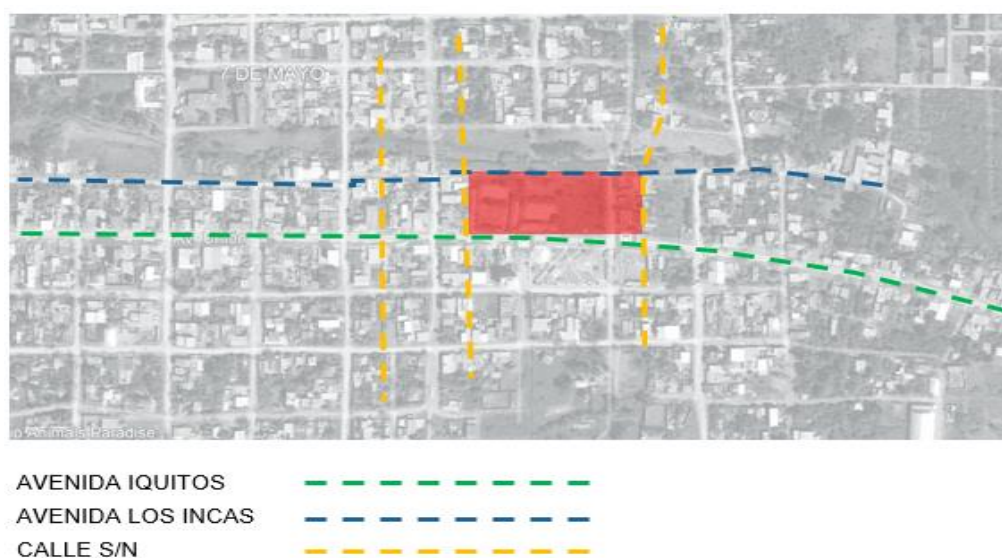 7 DE MAYO
Animals Paradise
AVENIDA IQUITOS
AVENIDA LOS INCAS
CALLE S/N